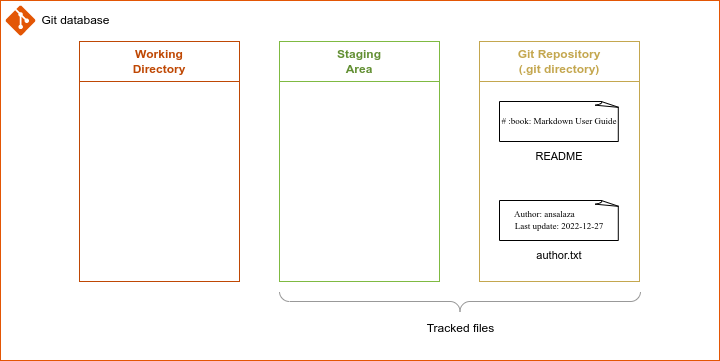 Git database
Working
Directory
Staging
Area
Git Repository
(.git directory)
# :book: Markdown User Guide
README
Author: ansalaza
Last update: 2022-12-27
author.txt
Tracked files